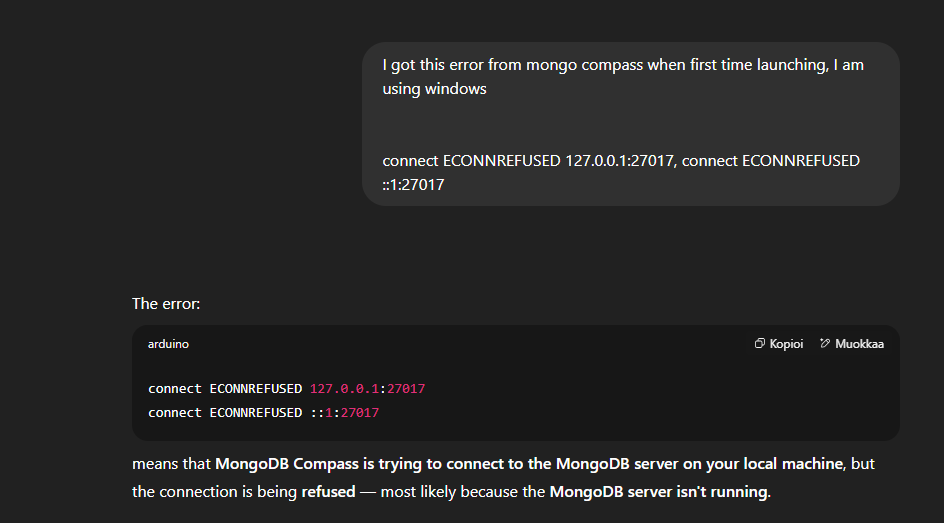 I got this error from mongo compass when first time launching, I am
using windows
connect ECONNREFUSED 127.0.0.1:27017, connect ECONNREFUSED
::1:27017
The error:
arduino Kopioi Muokkaa
connect ECONNREFUSED 127.0.0.1:27017
connect ECONNREFUSED ::1:27017
means that MongoDB Compass is trying to connect to the MongoDB server on your local machine, but
the connection is being refused — most likely because the MongoDB server isn't running.